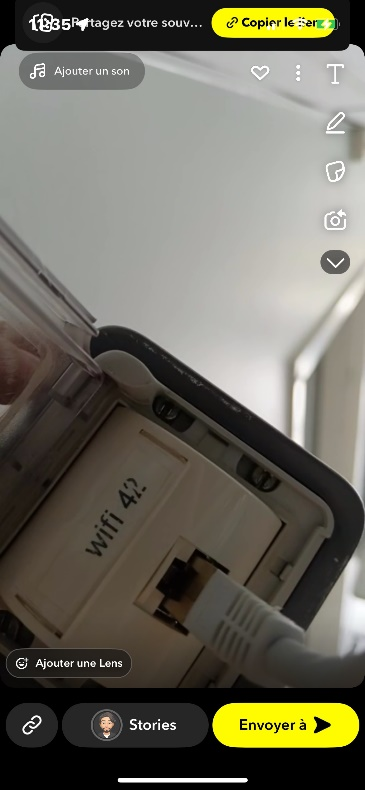 Partagez votre souv...
Copier le lien
Ajouter un son
wifi 42
Ajouter une Lens
Stories
Envoyer à